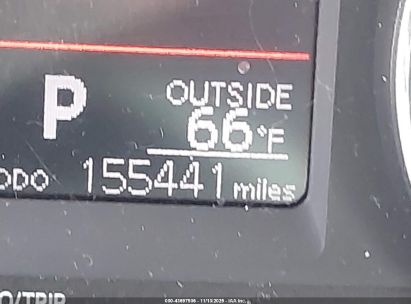 P
OUTSIDE
66°F
ODO 155441 miles
O/TRIP